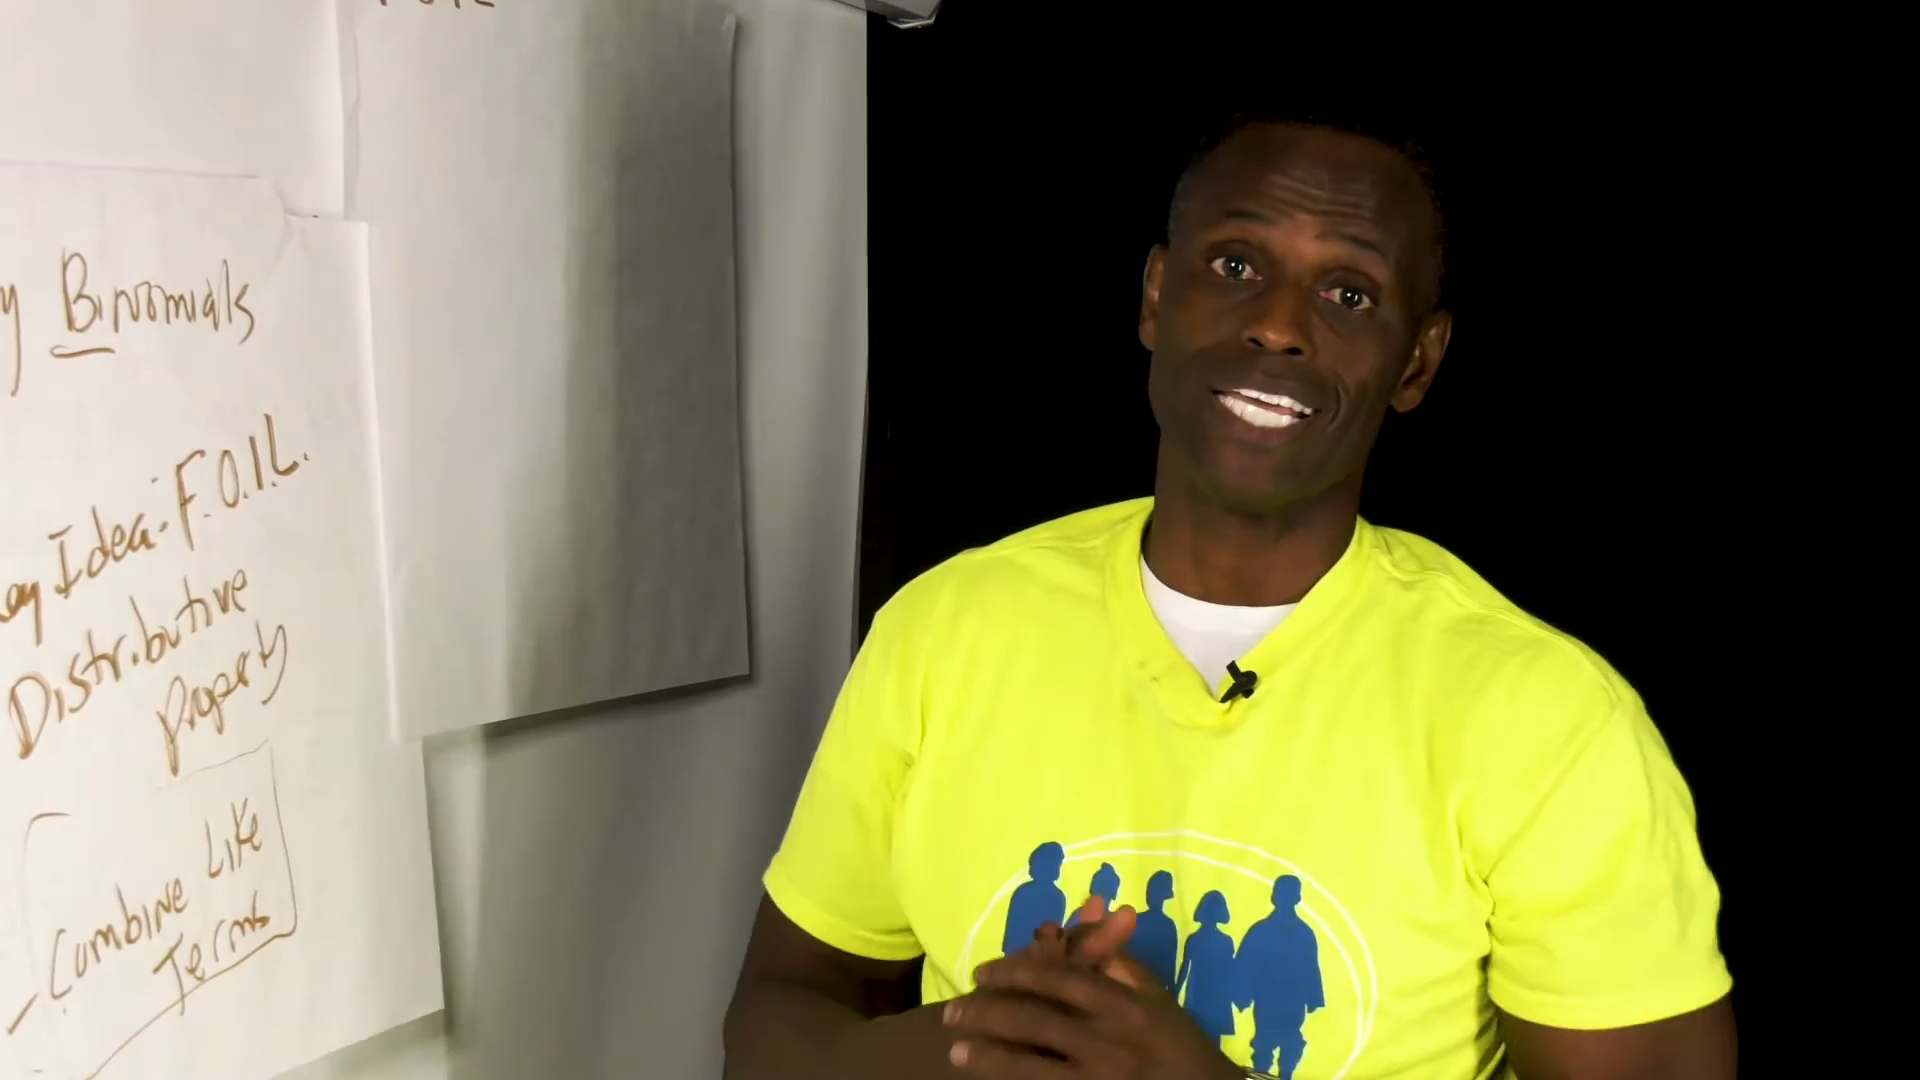 Binomials
Idea: F.O.I.L.
Distributive
Property
Combine Like
Terms